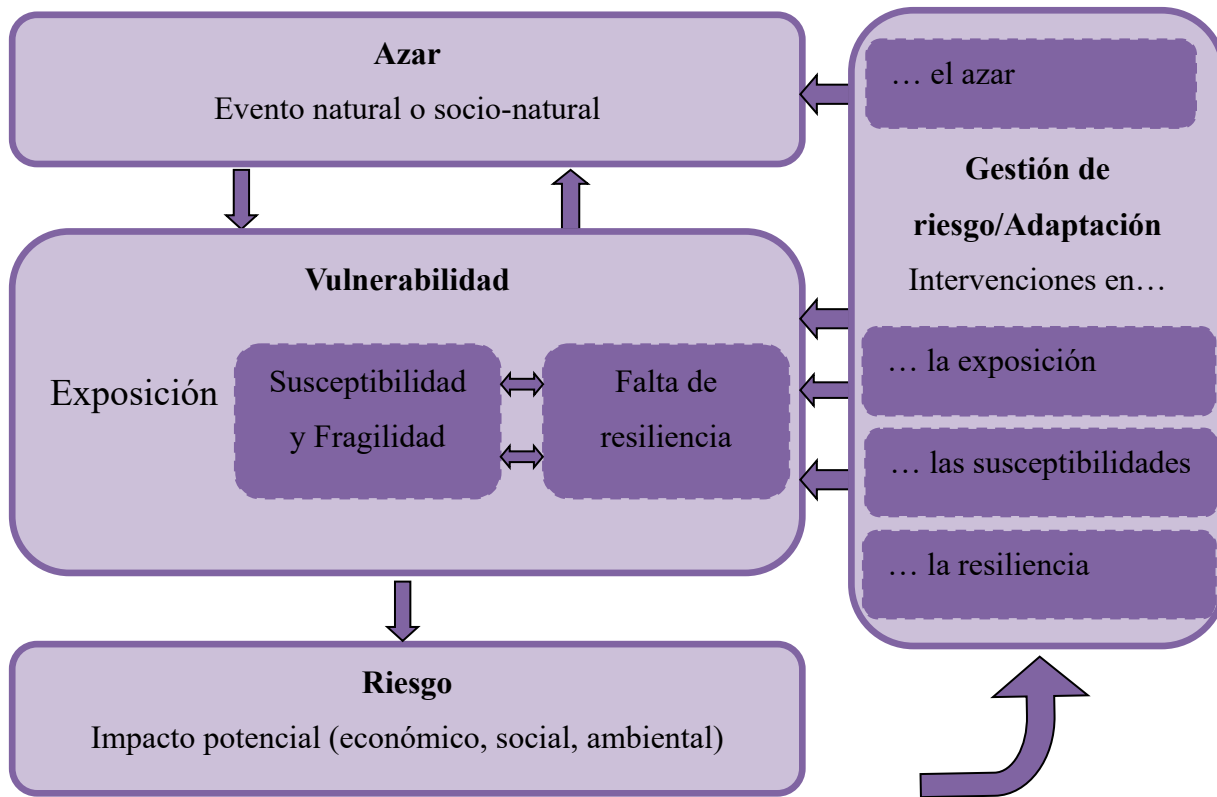 Azar
Evento natural o socio-natural
Vulnerabilidad
Exposición
Susceptibilidad
y Fragilidad
Falta de
resiliencia
Riesgo
Impacto potencial (económico, social, ambiental)
… el azar
Gestión de
riesgo/Adaptación
Intervenciones en…
… la exposición
… las susceptibilidades
… la resiliencia